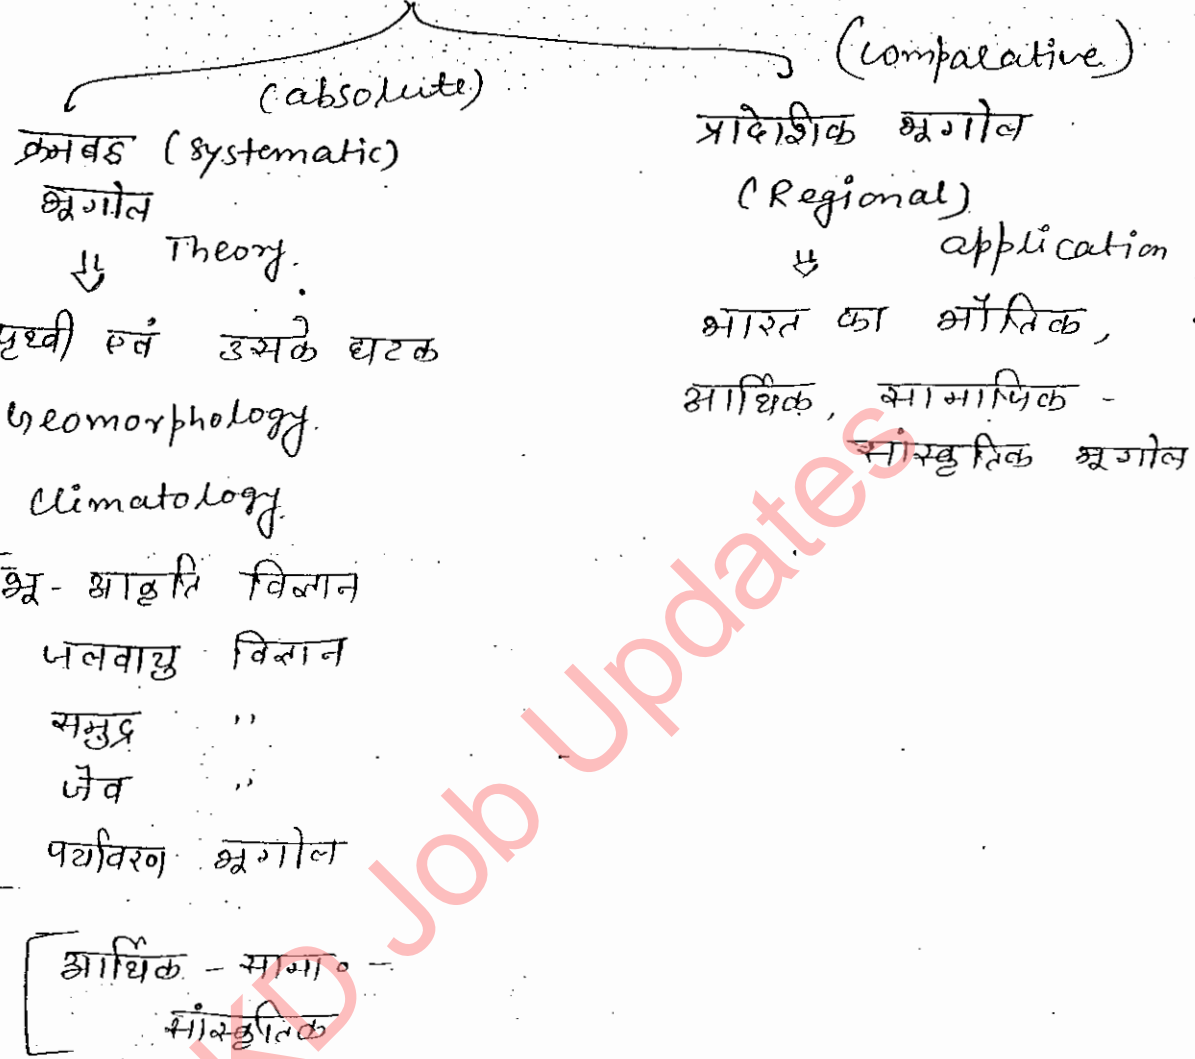 (absolute)
क्रमबद्ध (systematic)
भूगोल
Theory.
पृथ्वी एवं उसके घटक
Geomorphology.
Climatology.
भू - आकृति विज्ञान
जलवायु विज्ञान
समुद्र "
जैव "
पर्यावरण भूगोल
आर्थिक - सामा० -
सांस्कृतिक
(comparative)
प्रादेशिक भूगोल
(Regional)
application
भारत का भौतिक,
आर्थिक, सामाजिक -
सांस्कृतिक भूगोल
KD Job Updates